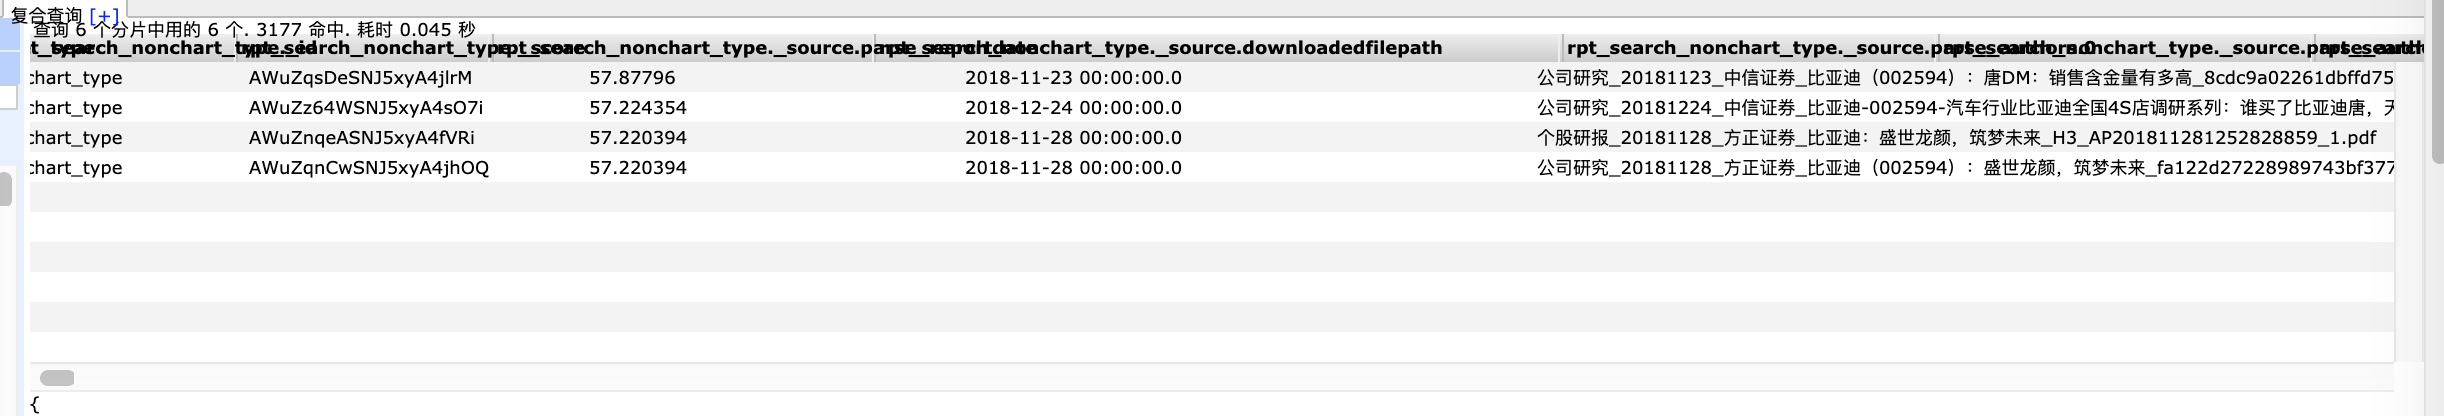 复合查询 [+]
查询 6 个分片中用的 6 个. 3177 命中. 耗时 0.045 秒
rpt_search_nonchart_type._source.downloadedfilepath
chart_type AWuZqsDeSNJ5xyA4jlrM 57.87796 2018-11-23 00:00:00.0 公司研究_20181123_中信证券_比亚迪（002594）：唐DM：销售含金量有多高_8cdc9a02261dbffd75
chart_type AWuZz64WSNJ5xyA4sO7i 57.224354 2018-12-24 00:00:00.0 公司研究_20181224_中信证券_比亚迪-002594-汽车行业比亚迪全国4S店调研系列：谁买了比亚迪唐，
chart_type AWuZnqeASNJ5xyA4fVRi 57.220394 2018-11-28 00:00:00.0 个股研报_20181128_方正证券_比亚迪：盛世龙颜，筑梦未来_H3_AP201811281252828859_1.pdf
chart_type AWuZqnCwSNJ5xyA4jhOQ 57.220394 2018-11-28 00:00:00.0 公司研究_20181128_方正证券_比亚迪（002594）：盛世龙颜，筑梦未来_fa122d27228989743bf377
{